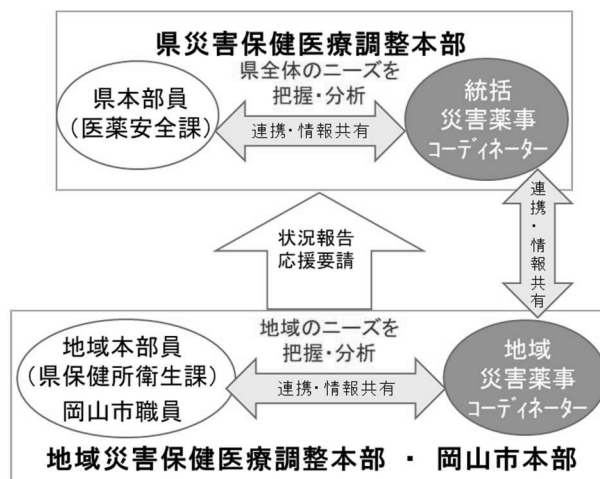 県災害保健医療調整本部
県全体のニーズを
把握・分析
県本部員
（医薬安全課）
連携・情報共有
統括
災害薬事
ｺｰﾃﾞｨﾈｰﾀｰ
連携・情報共有
状況報告
応援要請
地域のニーズを
把握・分析
地域本部員
（県保健所衛生課）
岡山市職員
連携・情報共有
地域
災害薬事
ｺｰﾃﾞｨﾈｰﾀｰ
地域災害保健医療調整本部 ・ 岡山市本部